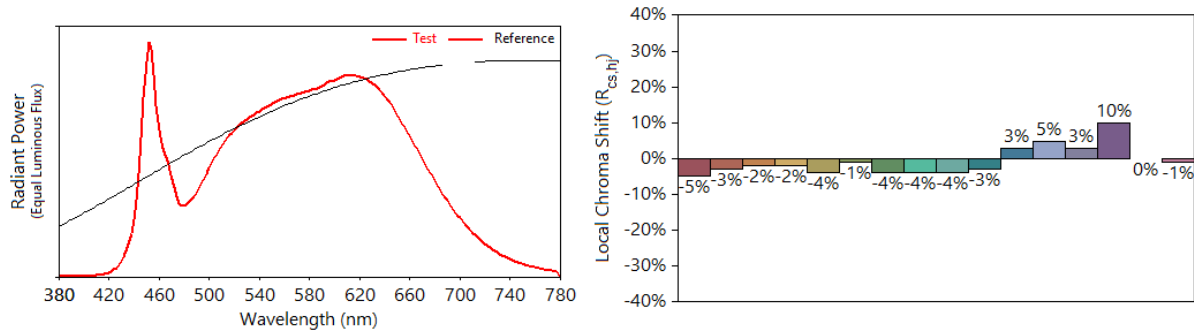 Test
Reference
Radiant Power
(Equal Luminous Flux)
380 420 460 500 540 580 620 660 700 740 780
Wavelength (nm)
Local Chroma Shift (Rcs,hj)
40%
30%
20%
10%
0%
-10%
-20%
-30%
-40%
-5% -3% -2% -2% -4% -1% -4% -4% -4% -3% 3% 5% 3% 10% 0% -1%